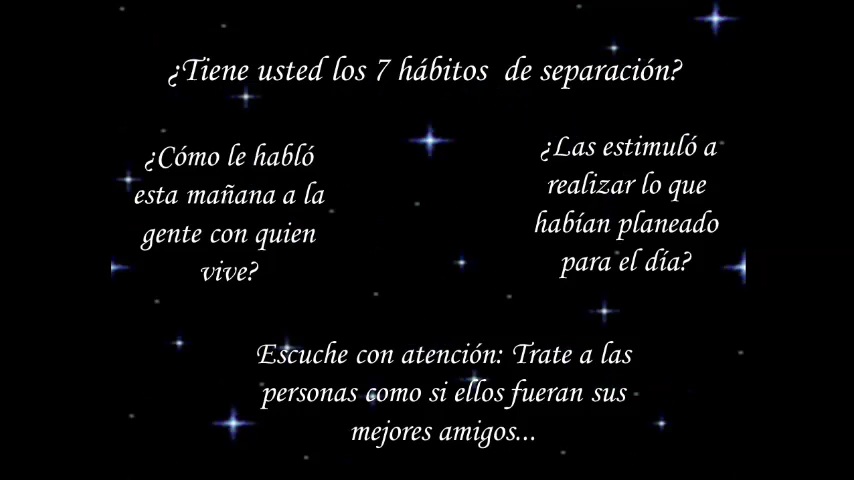 ¿Tiene usted los 7 hábitos de separación?
¿Cómo le habló
esta mañana a la
gente con quien
vive?
¿Las estimuló a
realizar lo que
habían planeado
para el día?
Escuche con atención: Trate a las
personas como si ellos fueran sus
mejores amigos...